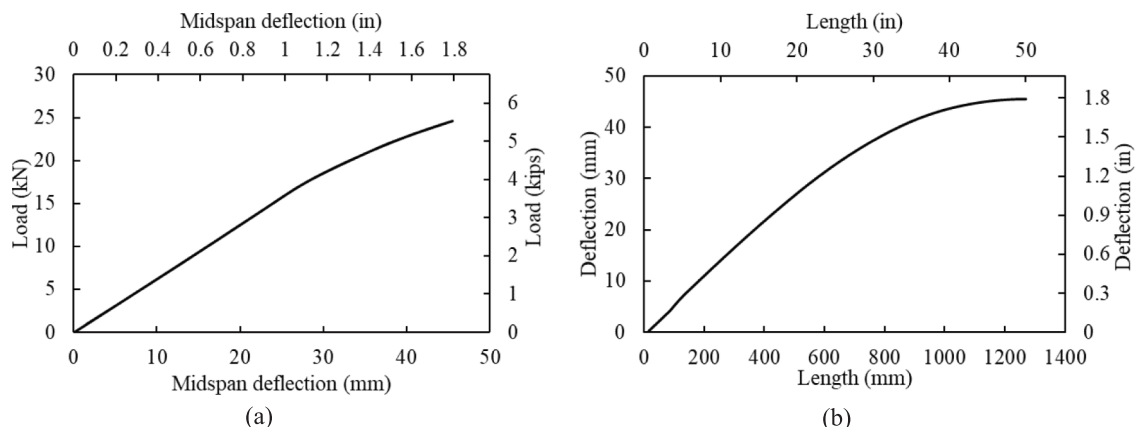 Midspan deflection (in)
0 0.2 0.4 0.6 0.8 1 1.2 1.4 1.6 1.8
30
25
20
15
10
5
0
Load (kN)
6
5
4
3
2
1
0
Load (kips)
0 10 20 30 40 50
Midspan deflection (mm)
(a)
Length (in)
0 10 20 30 40 50
50
40
30
20
10
0
Deflection (mm)
1.8
1.5
1.2
0.9
0.6
0.3
0
Deflection (in)
0 200 400 600 800 1000 1200 1400
Length (mm)
(b)